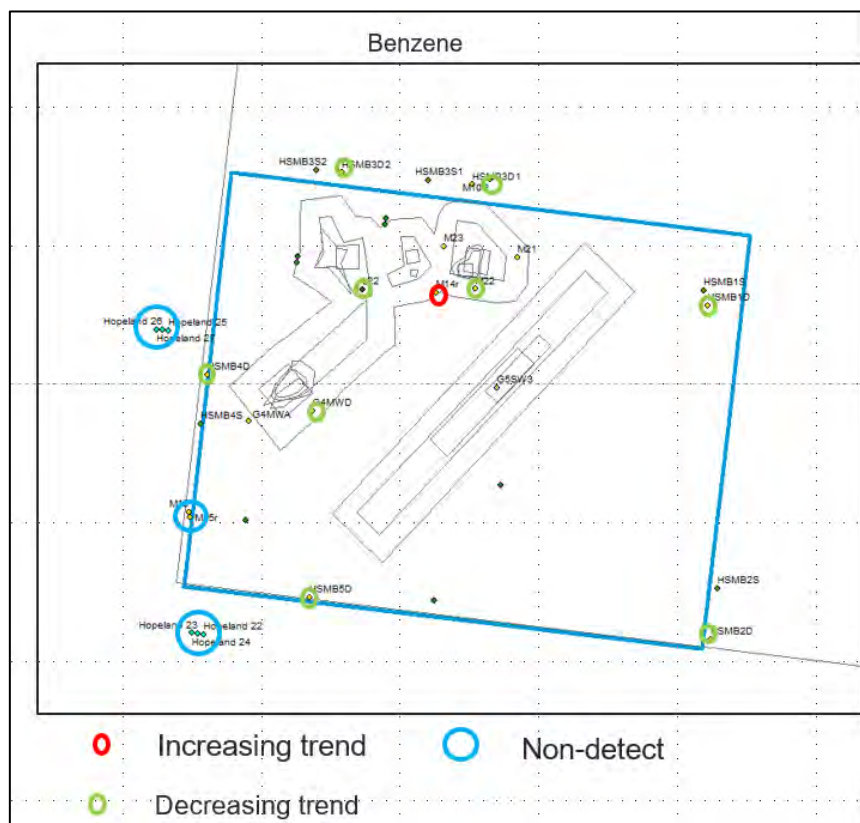 Benzene
HSMB3S2
HSMB3D2
HSMB3S1
HSMB3D1
M23
M21
M14r
HSMB1S
HSMB1D
Hopeland 26
Hopeland 25
Hopeland 27
HSMB4D
G5SW3
G4MWD
HSMB4S
G4MWA
HSMB5D
HSMB2S
HSMB2D
Hopeland 23
Hopeland 22
Hopeland 24
Increasing trend
Non-detect
Decreasing trend